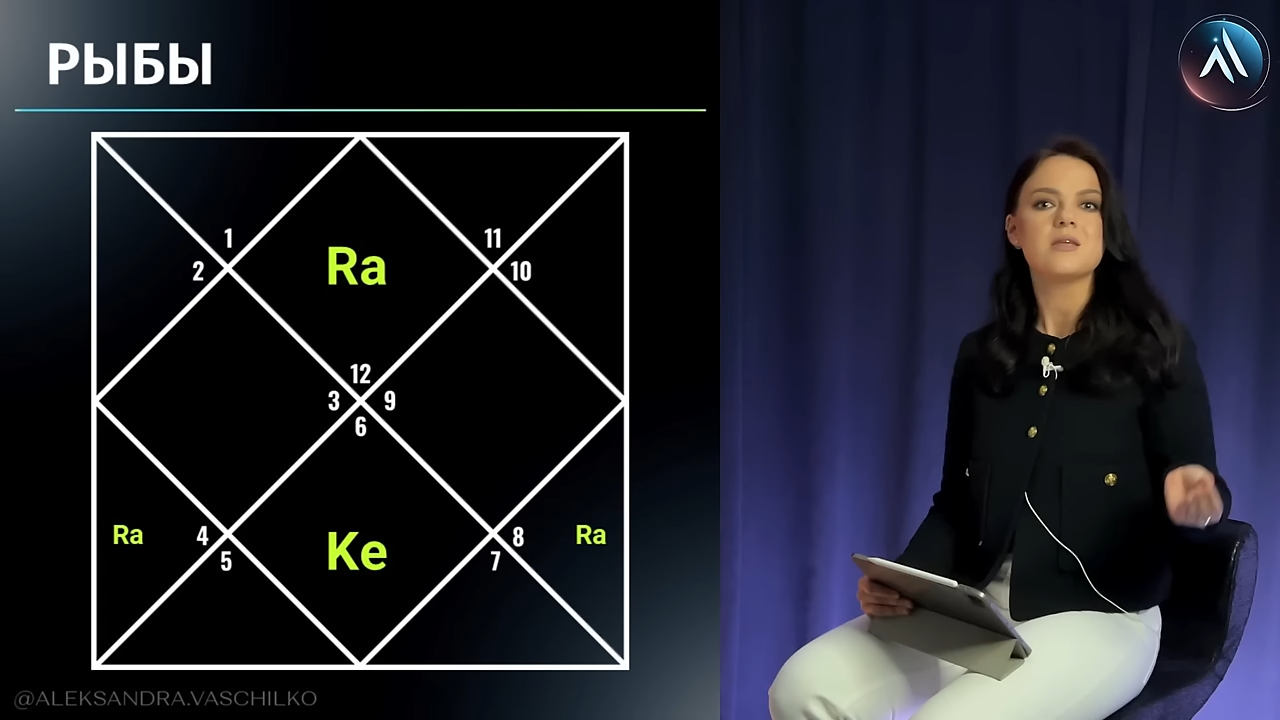 РЫБЫ
1
11
2
Ra
10
12
3
9
6
Ra
4
8
Ra
Ke
5
7
@ALEKSANDRA.VASCHILKO